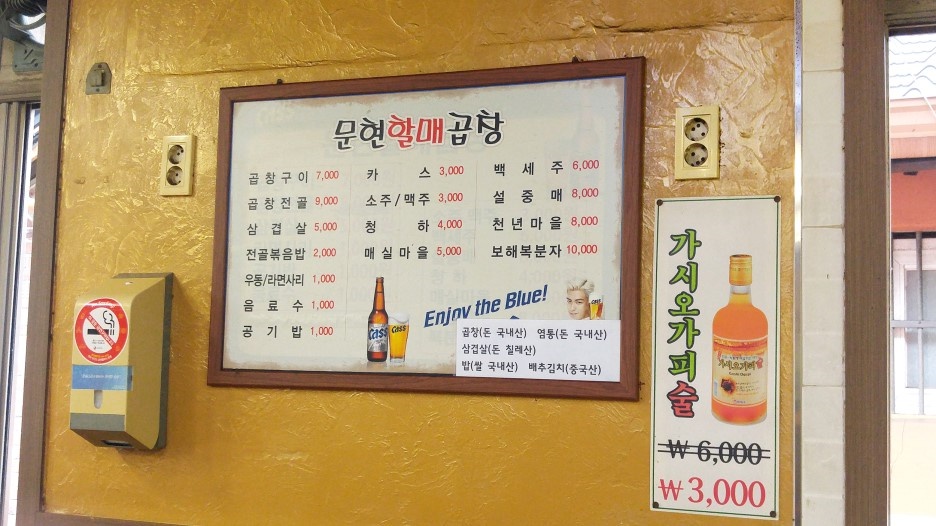 문현할매곱창
곱창구이 7,000
곱창전골 9,000
삼겹살 5,000
전골볶음밥 2,000
우동/라면사리 1,000
음료수 1,000
공기밥 1,000
카스 3,000
소주/맥주 3,000
청하 4,000
매실마을 5,000
백세주 6,000
설중매 8,000
천년마을 8,000
보해복분자 10,000
Enjoy the Blue!
Cass
Cass
곱창(돈 국내산) 염통(돈 국내산)
삼겹살(돈 칠레산)
밥(쌀 국내산) 배추김치(중국산)
가시오가피술
가시오가피술
₩6,000
₩3,000